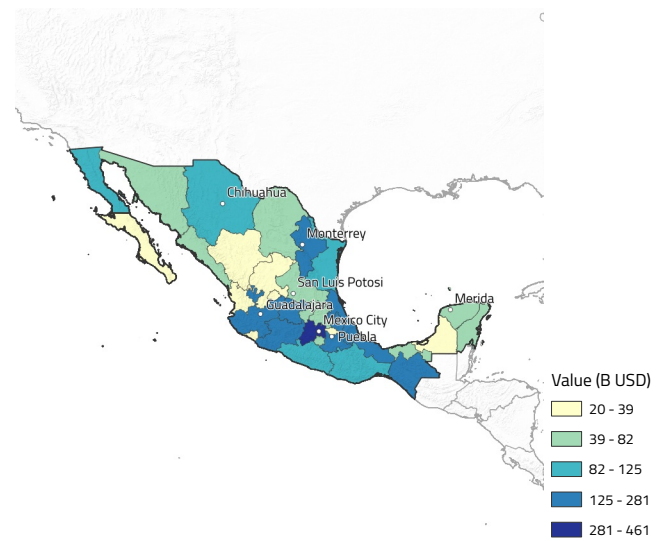 Chihuahua
Monterrey
San Luis Potosi
Merida
Guadalajara
Mexico City
Puebla
Value (B USD)
20 - 39
39 - 82
82 - 125
125 - 281
281 - 461